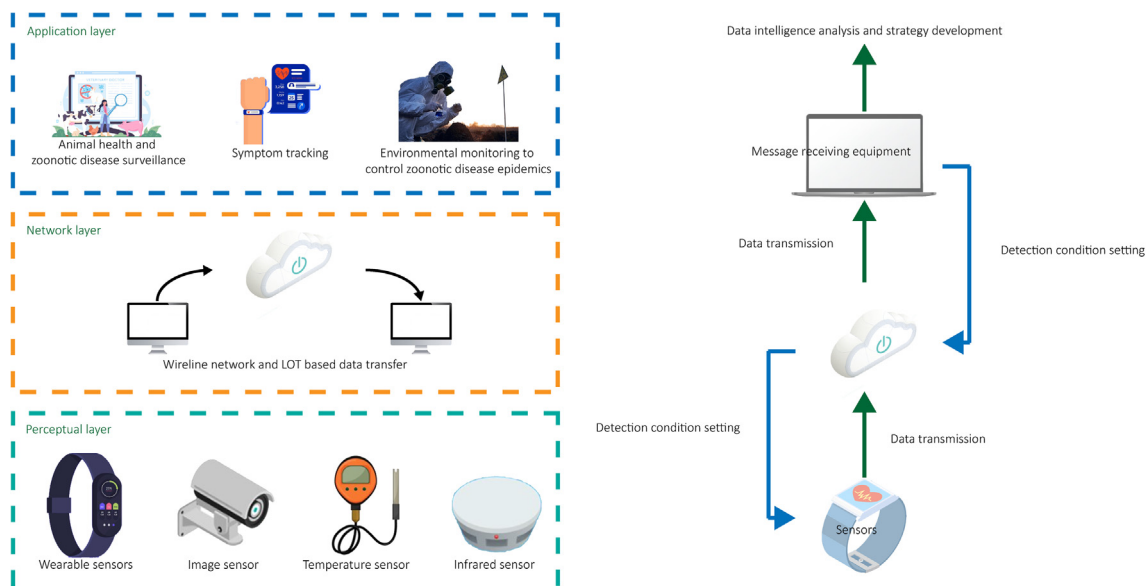 Application layer
Animal health and
zoonotic disease surveillance
Symptom tracking
Environmental monitoring to
control zoonotic disease epidemics
Network layer
Wireline network and LOT based data transfer
Perceptual layer
Wearable sensors
Image sensor
Temperature sensor
Infrared sensor
Data intelligence analysis and strategy development
Message receiving equipment
Data transmission
Detection condition setting
Detection condition setting
Data transmission
Sensors